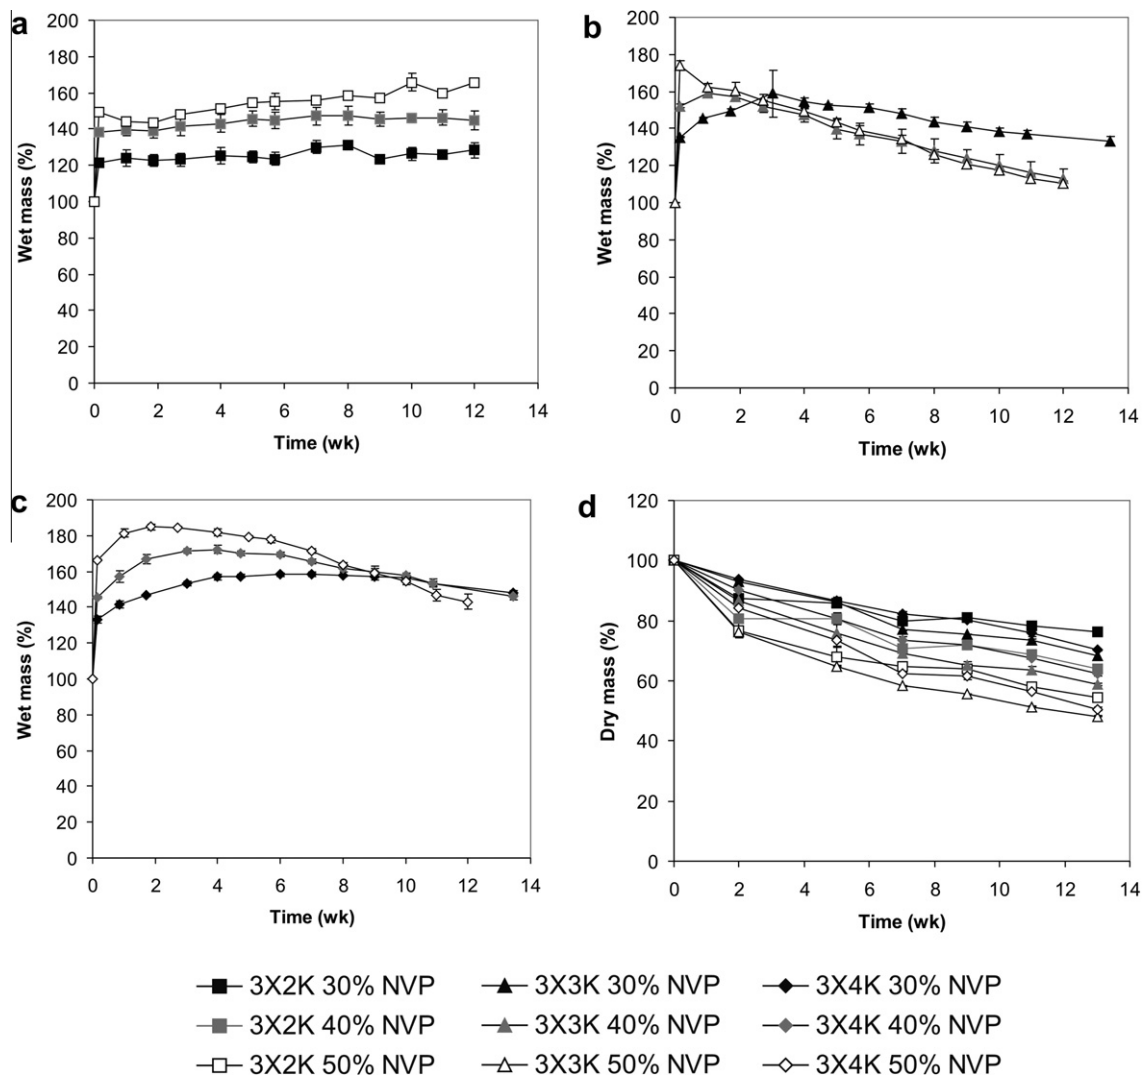 a
200
180
160
140
120
100
80
60
40
20
0
Wet mass (%)
0 2 4 6 8 10 12 14
Time (wk)
b
200
180
160
140
120
100
80
60
40
20
0
Wet mass (%)
0 2 4 6 8 10 12 14
Time (wk)
c
200
180
160
140
120
100
80
60
40
20
0
Wet mass (%)
0 2 4 6 8 10 12 14
Time (wk)
d
120
100
80
60
40
20
0
Dry mass (%)
0 2 4 6 8 10 12 14
Time (wk)
3X2K 30% NVP 3X3K 30% NVP 3X4K 30% NVP
3X2K 40% NVP 3X3K 40% NVP 3X4K 40% NVP
3X2K 50% NVP 3X3K 50% NVP 3X4K 50% NVP